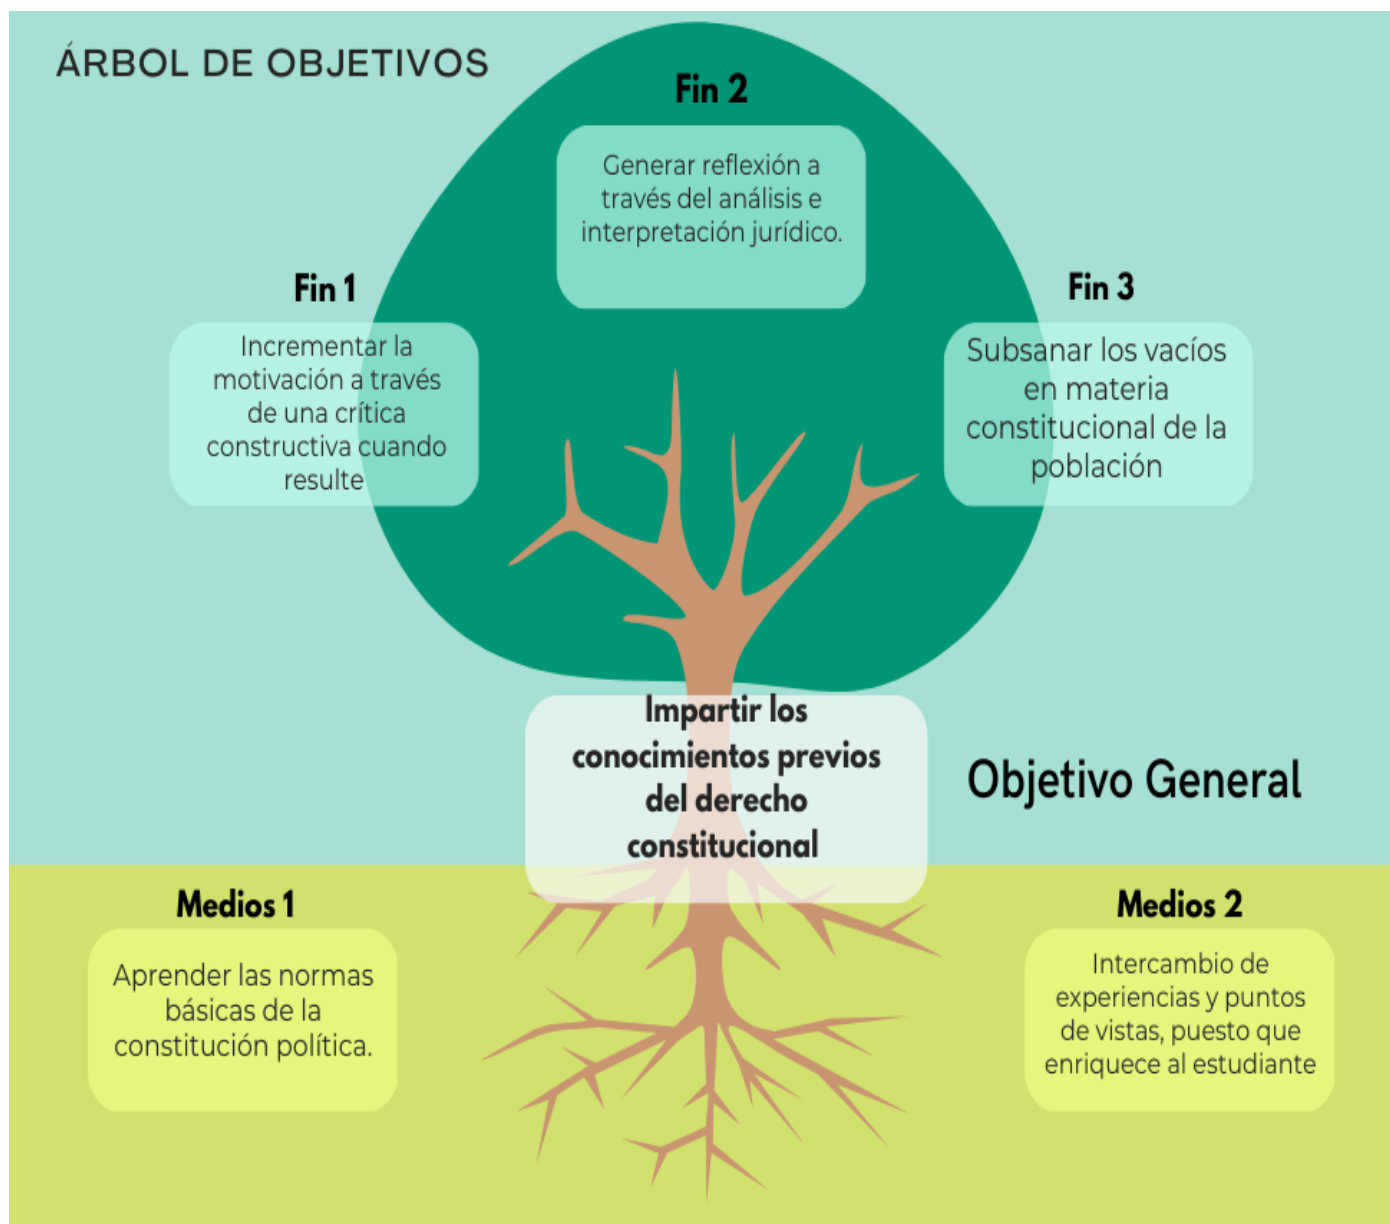 ÁRBOL DE OBJETIVOS
Fin 2
Generar reflexión a
través del análisis e
interpretación jurídico.
Fin 1
Incrementar la
motivación a través
de una crítica
constructiva cuando
resulte
Fin 3
Subsanar los vacíos
en materia
constitucional de la
población
Impartir los
conocimientos previos
del derecho
constitucional
Objetivo General
Medios 1
Aprender las normas
básicas de la
constitución política.
Medios 2
Intercambio de
experiencias y puntos
de vistas, puesto que
enriquece al estudiante